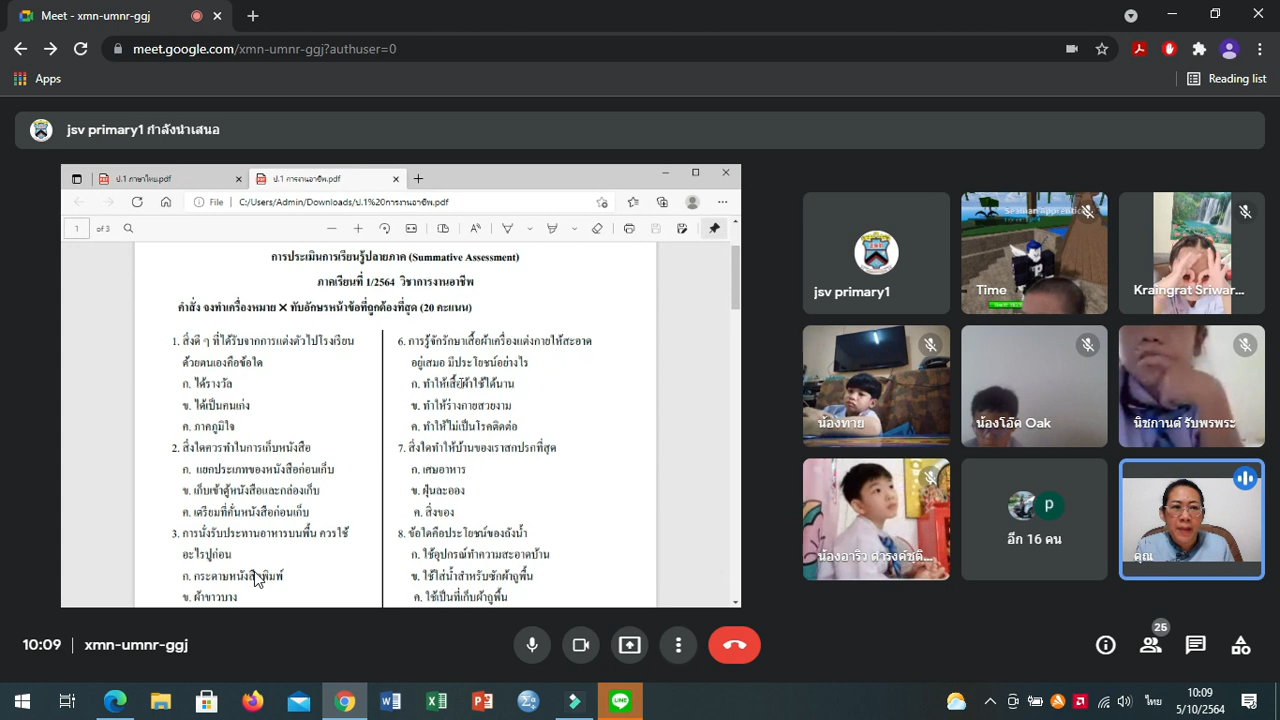 Meet - xmn-umnr-ggj
meet.google.com/xmn-umnr-ggj?authuser=0
Apps
Reading list
jsv primary1 กำลังนำเสนอ
ป.1 ภาษาไทย.pdf
ป.1 การงานอาชีพ.pdf
File
C:/Users/Admin/Downloads/ป.1%20การงานอาชีพ.pdf
1 of 3
การประเมินการเรียนรู้ปลายภาค (Summative Assessment)
ภาคเรียนที่ 1/2564 วิชาการงานอาชีพ
คำสั่ง จงทำเครื่องหมาย ✕ ทับอักษรหน้าข้อที่ถูกต้องที่สุด (20 คะแนน)
1. สิ่งดี ๆ ที่ได้รับจากการแต่งตัวไปโรงเรียน
ด้วยตนเองคือข้อใด
ก. ได้รางวัล
ข. ได้เป็นคนเก่ง
ค. ภาคภูมิใจ
2. สิ่งใดควรทำในการเก็บหนังสือ
ก. แยกประเภทของหนังสือก่อนเก็บ
ข. เก็บเข้าตู้หนังสือและกล่องเก็บ
ค. เตรียมที่คั่นหนังสือก่อนเก็บ
3. การนั่งรับประทานอาหารบนพื้น ควรใช้
อะไรปูก่อน
ก. กระดาษหนังสือพิมพ์
ข. ผ้าขาวบาง
6. การรู้จักรักษาเสื้อผ้าเครื่องแต่งกายให้สะอาด
อยู่เสมอ มีประโยชน์อย่างไร
ก. ทำให้เสื้อผ้าใช้ได้นาน
ข. ทำให้ร่างกายสวยงาม
ค. ทำให้ไม่เป็นโรคติดต่อ
7. สิ่งใดทำให้บ้านของเราสกปรกที่สุด
ก. เศษอาหาร
ข. ฝุ่นละออง
ค. สิ่งของ
8. ข้อใดคือประโยชน์ของถังน้ำ
ก. ใช้อุปกรณ์ทำความสะอาดบ้าน
ข. ใช้ใส่น้ำสำหรับซักผ้าถูพื้น
ค. ใช้เป็นที่เก็บผ้าถูพื้น
jsv primary1
Seaman Apprentic
Time
Kraingrat Sriwar...
น้องทาย
น้องโอ๊ต Oak
นิชกานต์ รับพรพระ
น้องอาริว
p
อีก 16 คน
คุณ
10:09
xmn-umnr-ggj
25
ไทย
10:09
5/10/2564